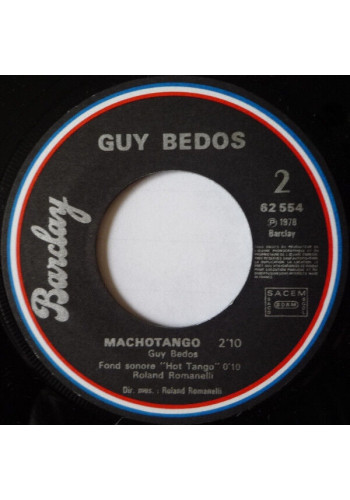 GUY BEDOS
2
62 554
Ⓟ 1978
Barclay
Barclay
SACEM
MACHOTANGO 2'10
Guy Bedos
Fond sonore "Hot Tango" 0'10
Roland Romanelli
Dir. mus. : Roland Romanelli